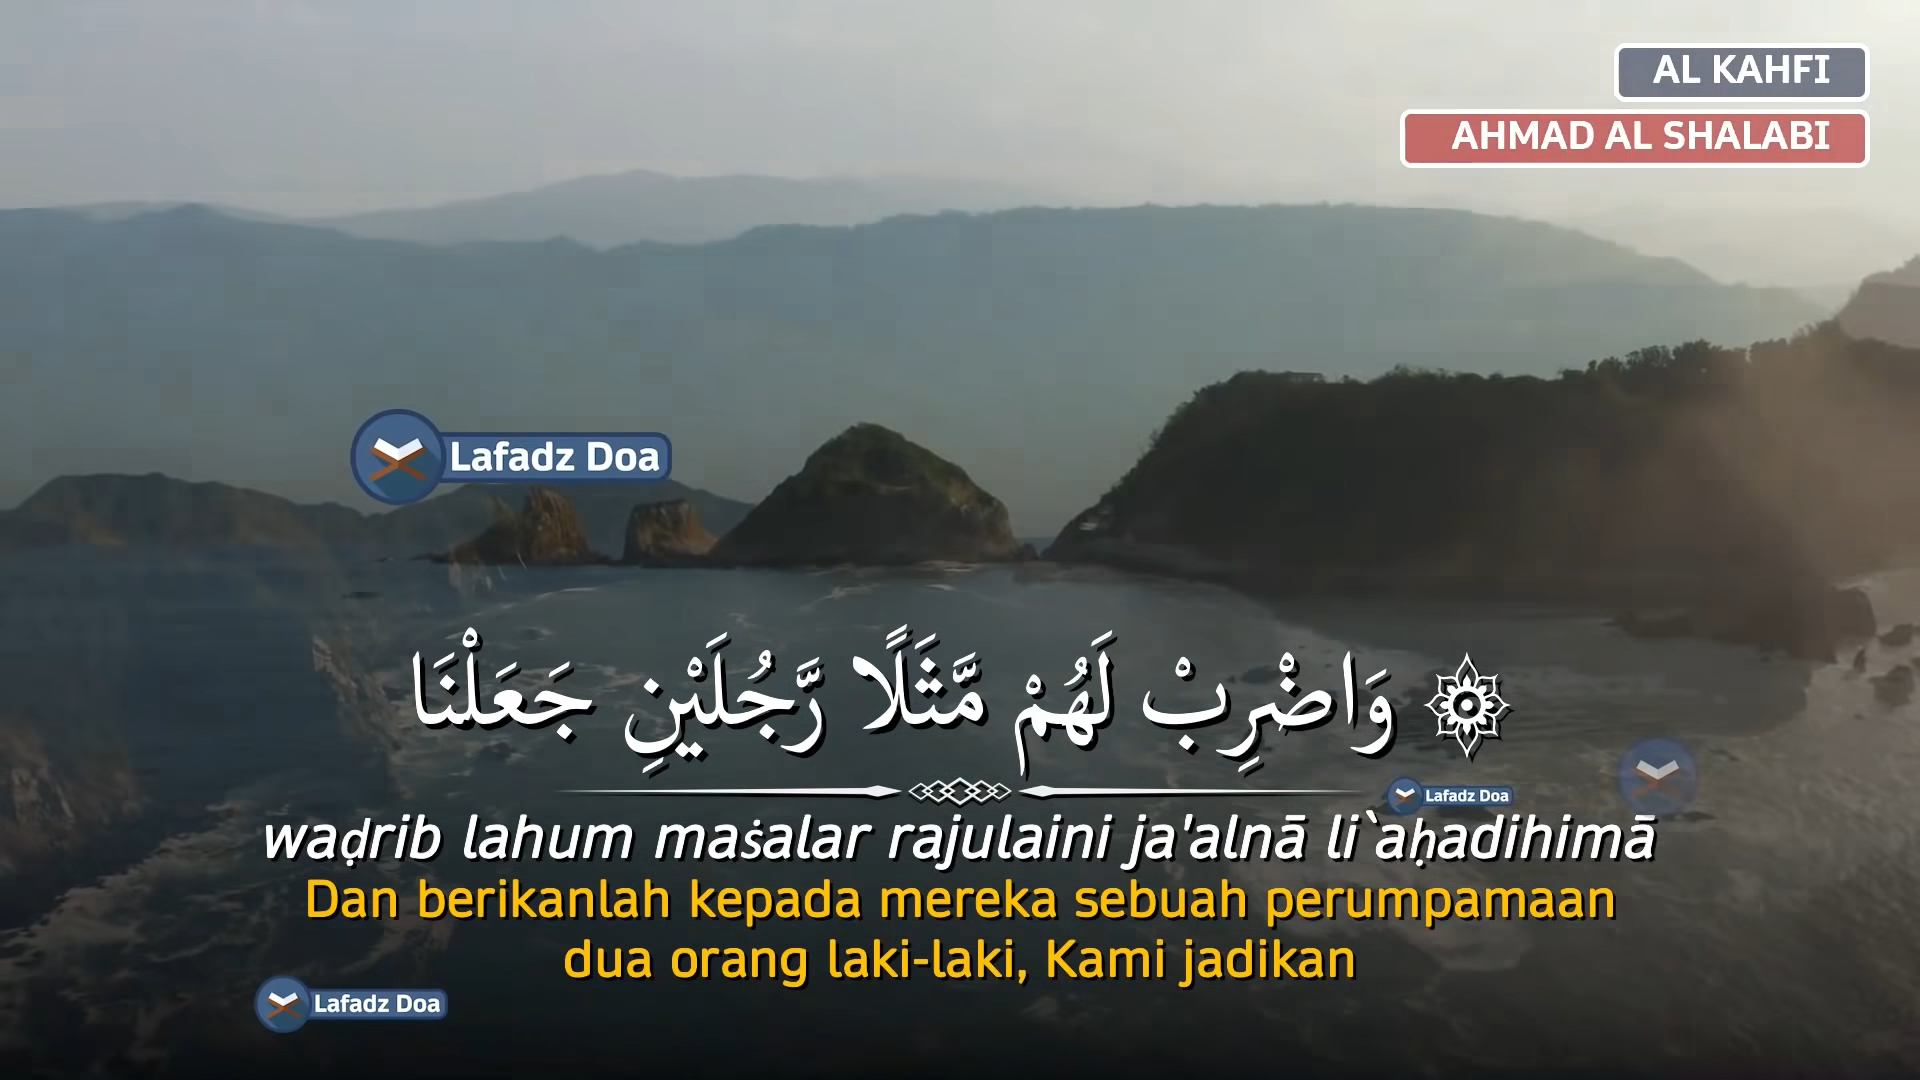 AL KAHFI
AHMAD AL SHALABI
Lafadz Doa
۞ وَاضْرِبْ لَهُمْ مَّثَلًا رَّجُلَيْنِ جَعَلْنَا
Lafadz Doa
waḍrib lahum maṡalar rajulaini ja'alnā li`aḥadihimā
Dan berikanlah kepada mereka sebuah perumpamaan
dua orang laki-laki, Kami jadikan
Lafadz Doa